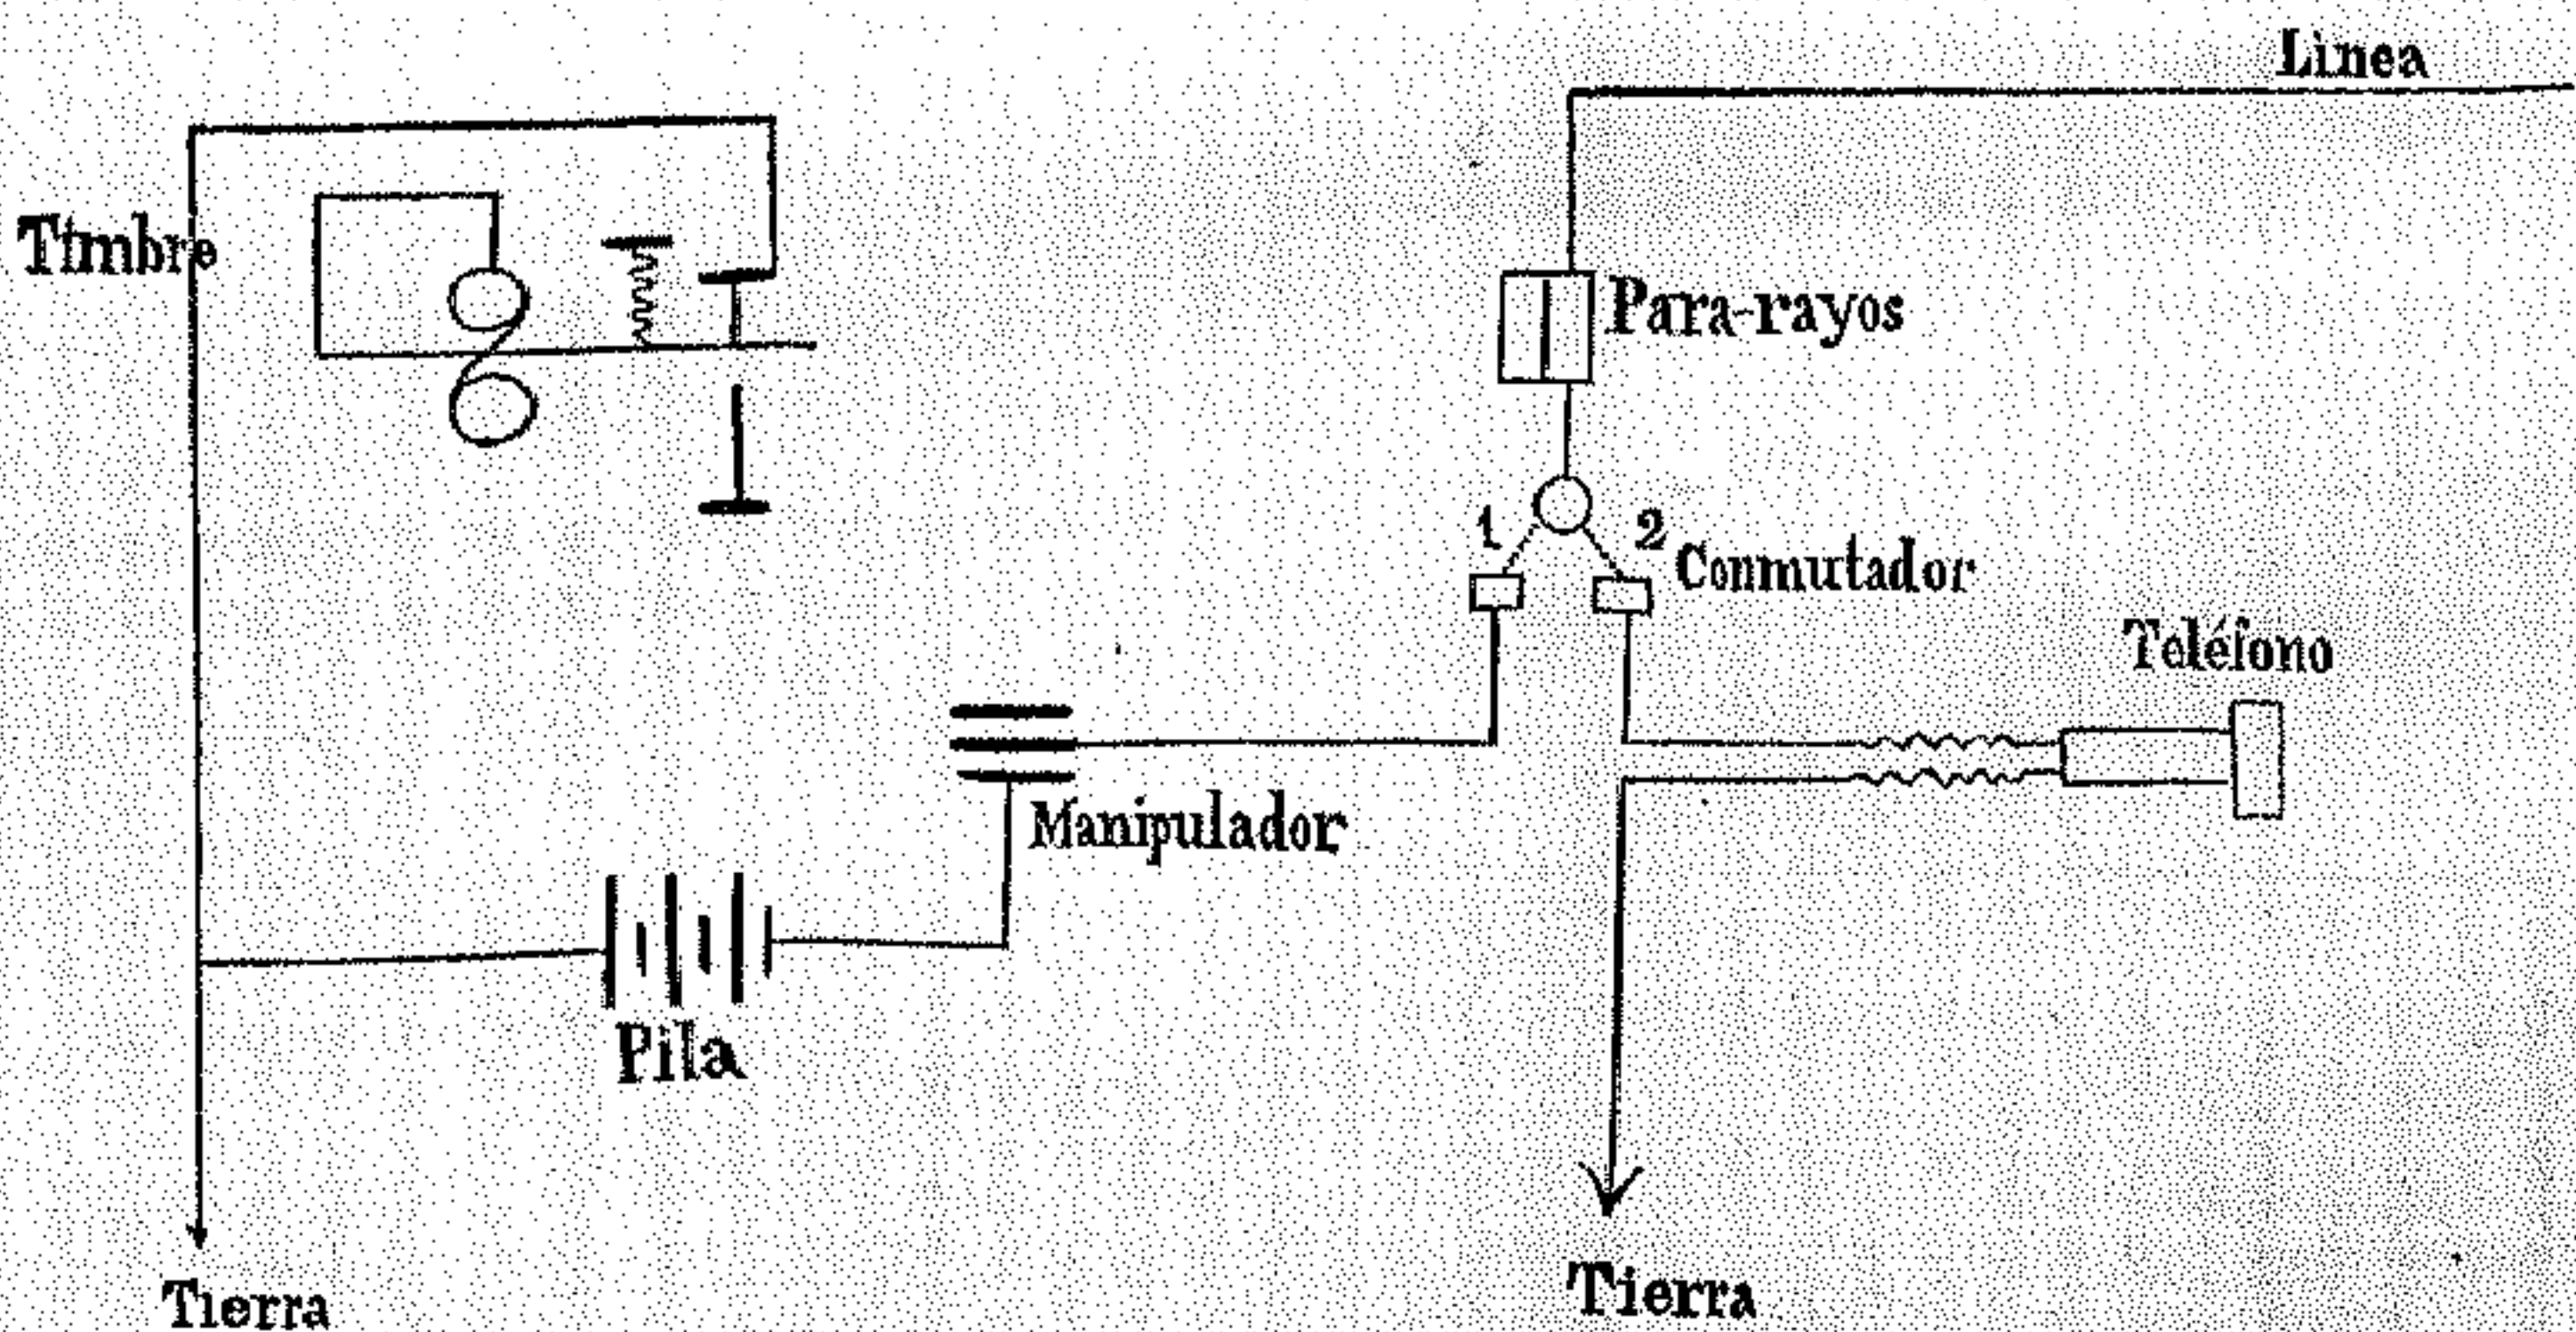 Linea
Timbre
Para-rayos
1
2
Conmutador
Teléfono
Manipulador
Pila
Tierra
Tierra